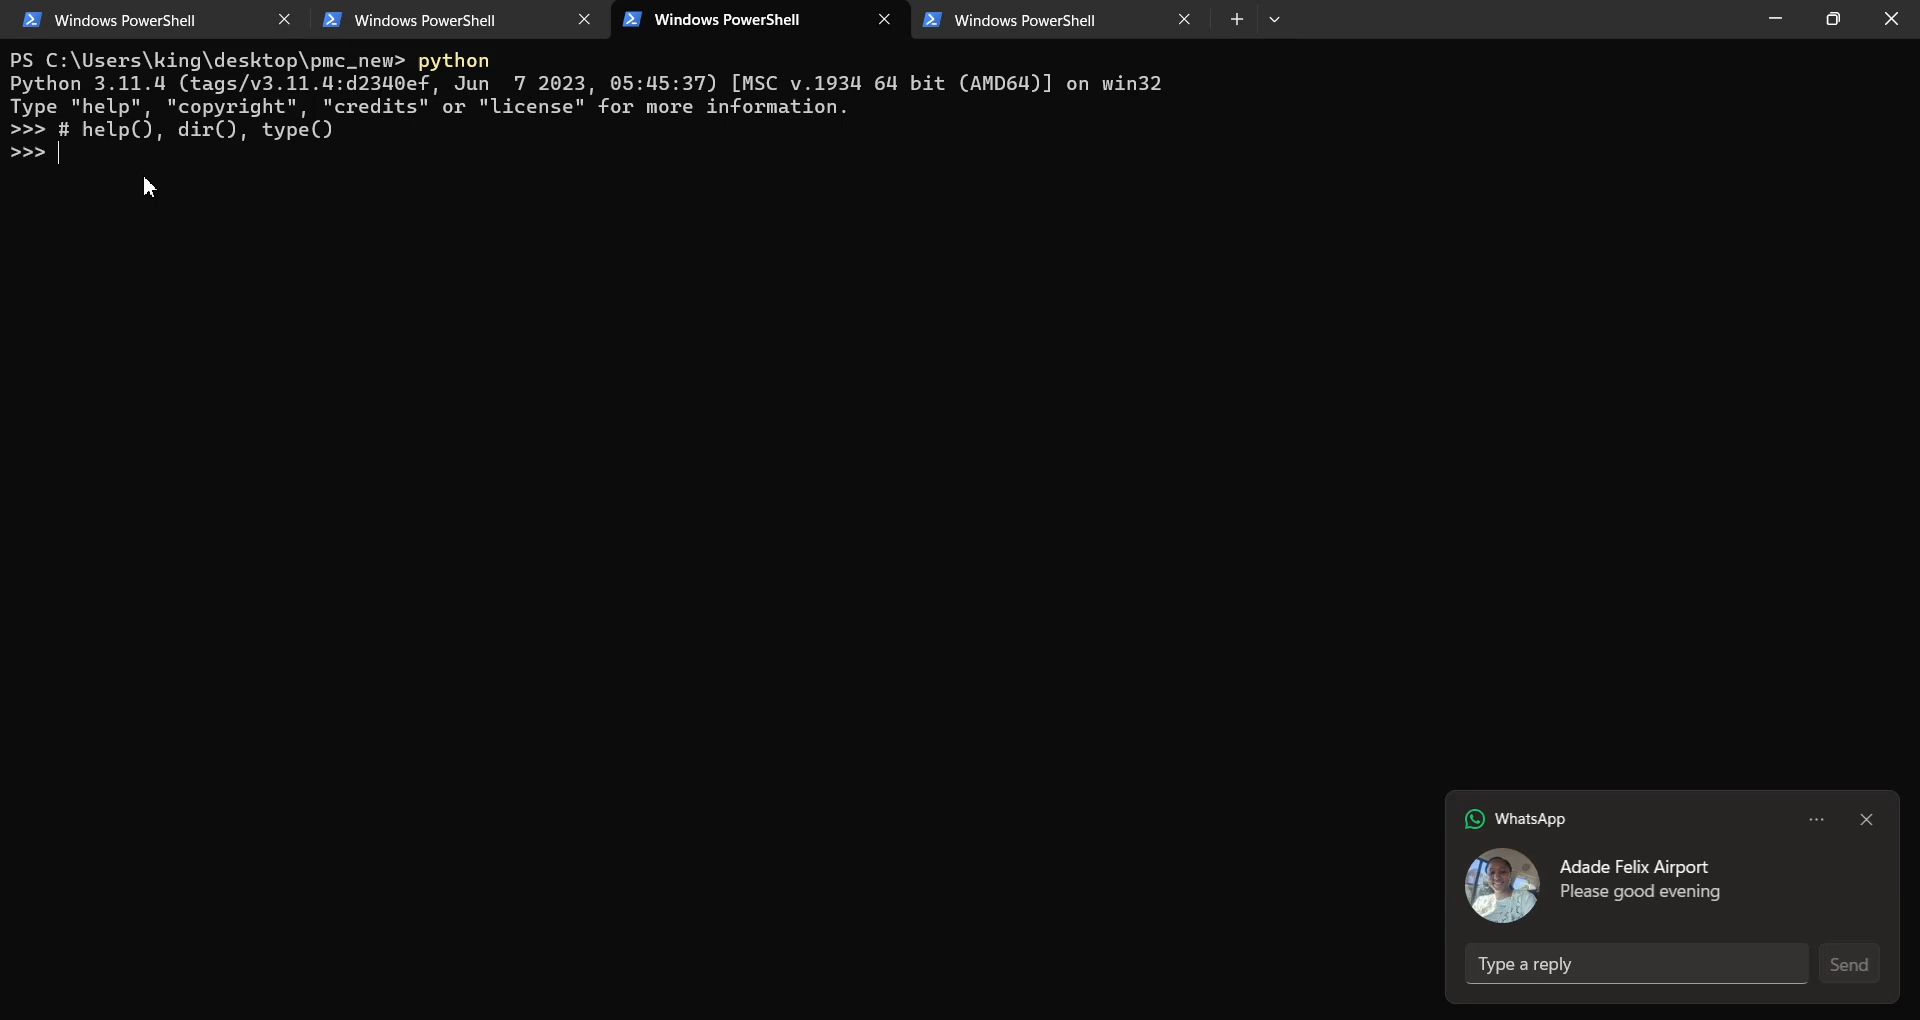 Windows PowerShell
Windows PowerShell
Windows PowerShell
Windows PowerShell
PS C:\Users\king\desktop\pmc_new> python
Python 3.11.4 (tags/v3.11.4:d2340ef, Jun  7 2023, 05:45:37) [MSC v.1934 64 bit (AMD64)] on win32
Type "help", "copyright", "credits" or "license" for more information.
>>> # help(), dir(), type()
>>>
WhatsApp
Adade Felix Airport
Please good evening
Type a reply
Send